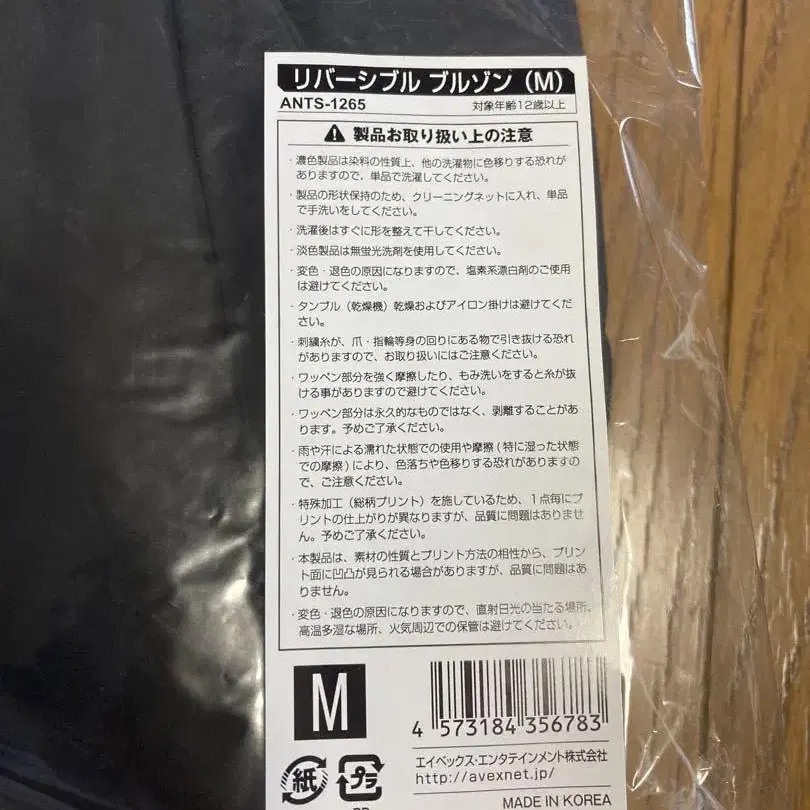 リバーシブル ブルゾン（M）
ANTS-1265 対象年齢12歳以上
製品お取り扱い上の注意
・濃色製品は染料の性質上、他の洗濯物に色移りする恐れが
ありますので、単品で洗濯してください。
・製品の形状保持のため、クリーニングネットに入れ、単品
で手洗いをしてください。
・洗濯後はすぐに形を整えて干してください。
・淡色製品は無蛍光洗剤を使用してください。
・変色・退色の原因になりますので、塩素系漂白剤のご使用
は避けてください。
・タンブル（乾燥機）乾燥およびアイロン掛けは避けてくだ
さい。
・刺繍糸が、爪・指輪等身の回りにある物で引き抜ける恐れ
がありますので、お取り扱いにはご注意ください。
・ワッペン部分を強く摩擦したり、もみ洗いをすると糸が抜
ける事がありますので避けてください。
・ワッペン部分は永久的なものではなく、剥離することがあ
ります。予めご了承ください。
・雨や汗による濡れた状態での使用や摩擦(特に湿った状態
での摩擦)により、色落ちや色移りする恐れがありますの
で、ご注意ください。
・特殊加工（総柄プリント）を施しているため、1点毎にプ
リントの仕上がりが異なりますが、品質に問題はありませ
ん。予めご了承ください。
・本製品は、素材の性質とプリント方法の相性から、プリン
ト面に凹凸が見られる場合がありますが、品質に問題はあ
りません。
・変色・退色の原因になりますので、直射日光の当たる場所、
高温多湿な場所、火気周辺での保管は避けてください。
M
4 573184 356783
エイベックス・エンタテインメント株式会社
http://avexnet.jp/
紙 プラ
MADE IN KOREA